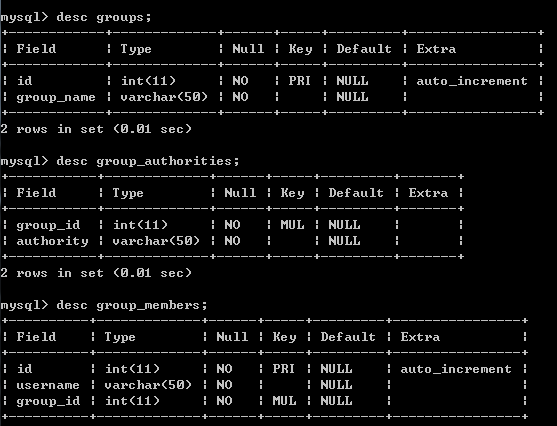 mysql> desc groups;
+------------+-------------+------+-----+---------+----------------+
| Field      | Type        | Null | Key | Default | Extra          |
+------------+-------------+------+-----+---------+----------------+
| id         | int(11)     | NO   | PRI | NULL    | auto_increment |
| group_name | varchar(50) | NO   |     | NULL    |                |
+------------+-------------+------+-----+---------+----------------+
2 rows in set (0.01 sec)
mysql> desc group_authorities;
+-----------+-------------+------+-----+---------+-------+
| Field     | Type        | Null | Key | Default | Extra |
+-----------+-------------+------+-----+---------+-------+
| group_id  | int(11)     | NO   | MUL | NULL    |       |
| authority | varchar(50) | NO   |     | NULL    |       |
+-----------+-------------+------+-----+---------+-------+
2 rows in set (0.01 sec)
mysql> desc group_members;
+----------+-------------+------+-----+---------+----------------+
| Field    | Type        | Null | Key | Default | Extra          |
+----------+-------------+------+-----+---------+----------------+
| id       | int(11)     | NO   | PRI | NULL    | auto_increment |
| username | varchar(50) | NO   |     | NULL    |                |
| group_id | int(11)     | NO   | MUL | NULL    |                |
+----------+-------------+------+-----+---------+----------------+